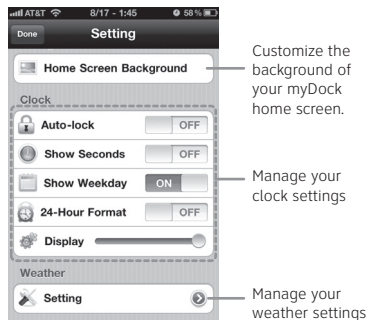 AT&T 8/17 - 1:45 58%
Done Setting
Home Screen Background
Customize the
background of
your myDock
home screen.
Clock
Auto-lock OFF
Show Seconds OFF
Show Weekday ON
Manage your
clock settings
24-Hour Format OFF
Display
Weather
Setting
Manage your
weather settings